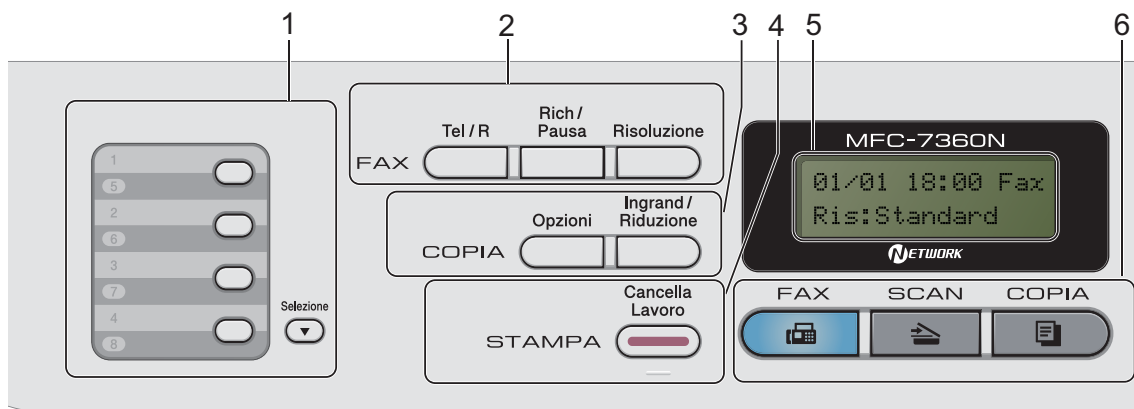 1
2
3
4
5
6
1
5
2
6
3
7
4
8
Selezione
FAX
Tel / R
Rich / Pausa
Risoluzione
COPIA
Opzioni
Ingrand / Riduzione
STAMPA
Cancella Lavoro
MFC-7360N
01/01 18:00 Fax
Ris:Standard
NETWORK
FAX
SCAN
COPIA